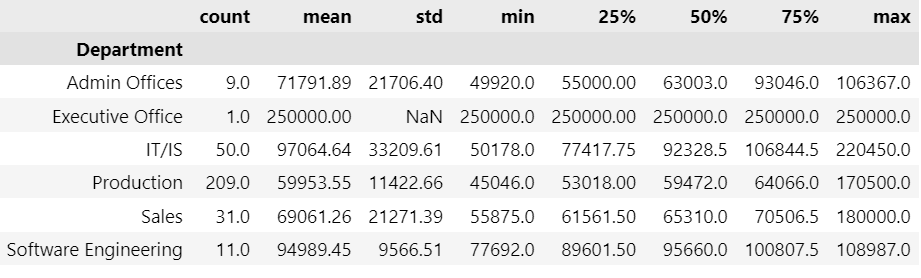 count mean std min 25% 50% 75% max
Department
Admin Offices 9.0 71791.89 21706.40 49920.0 55000.00 63003.0 93046.0 106367.0
Executive Office 1.0 250000.00 NaN 250000.0 250000.00 250000.0 250000.0 250000.0
IT/IS 50.0 97064.64 33209.61 50178.0 77417.75 92328.5 106844.5 220450.0
Production 209.0 59953.55 11422.66 45046.0 53018.00 59472.0 64066.0 170500.0
Sales 31.0 69061.26 21271.39 55875.0 61561.50 65310.0 70506.5 180000.0
Software Engineering 11.0 94989.45 9566.51 77692.0 89601.50 95660.0 100807.5 108987.0